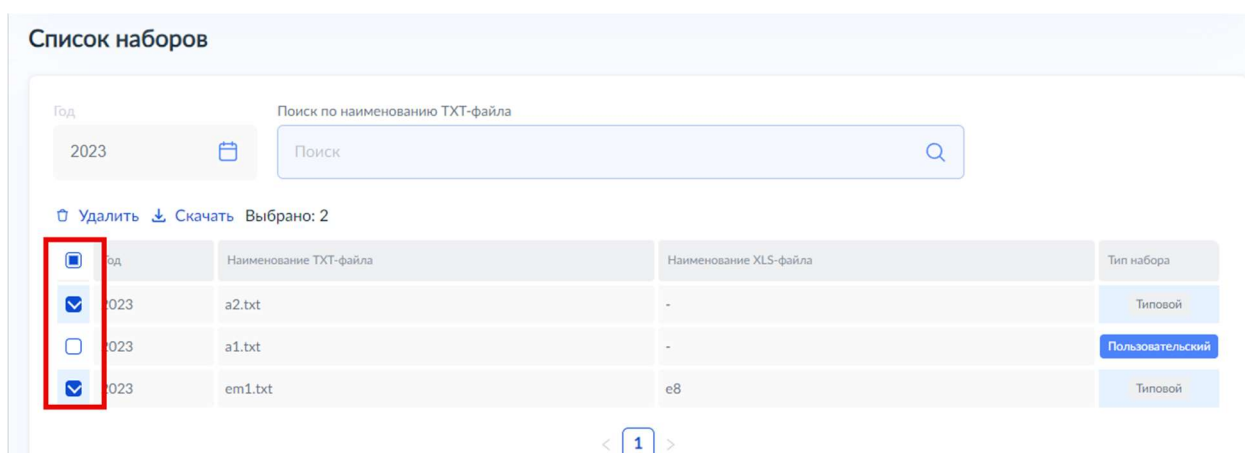 Список наборов
Год
Поиск по наименованию TXT-файла
2023
Поиск
Удалить Скачать Выбрано: 2
Год Наименование TXT-файла Наименование XLS-файла Тип набора
2023 a2.txt - Типовой
2023 a1.txt - Пользовательский
2023 em1.txt e8 Типовой
< 1 >